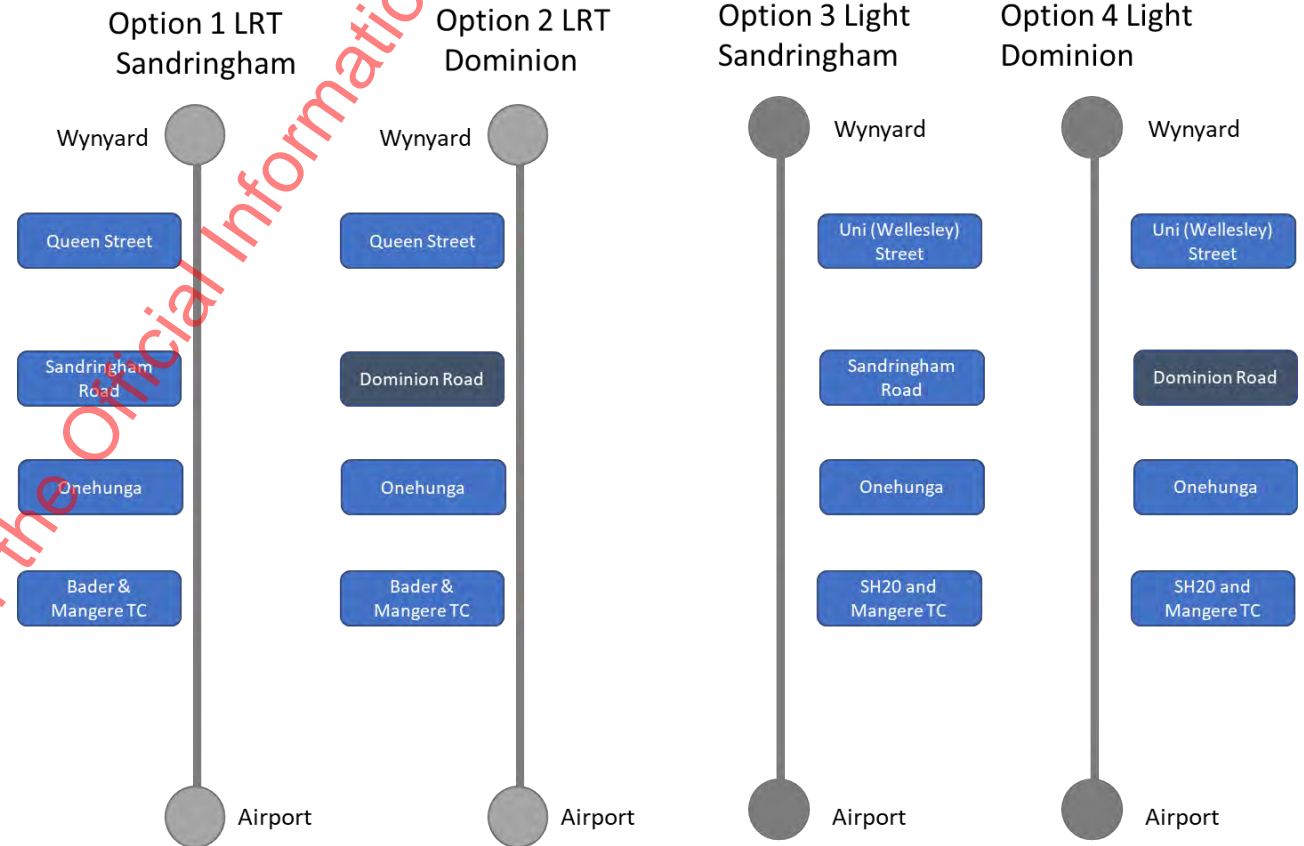 Option 1 LRT
Sandringham
Wynyard
Queen Street
Sandringham
Road
Onehunga
Bader &
Mangere TC
Airport
Option 2 LRT
Dominion
Wynyard
Queen Street
Dominion Road
Onehunga
Bader &
Mangere TC
Airport
Option 3 Light
Sandringham
Wynyard
Uni (Wellesley)
Street
Sandringham
Road
Onehunga
SH20 and
Mangere TC
Airport
Option 4 Light
Dominion
Wynyard
Uni (Wellesley)
Street
Dominion Road
Onehunga
SH20 and
Mangere TC
Airport
the Official Informatio